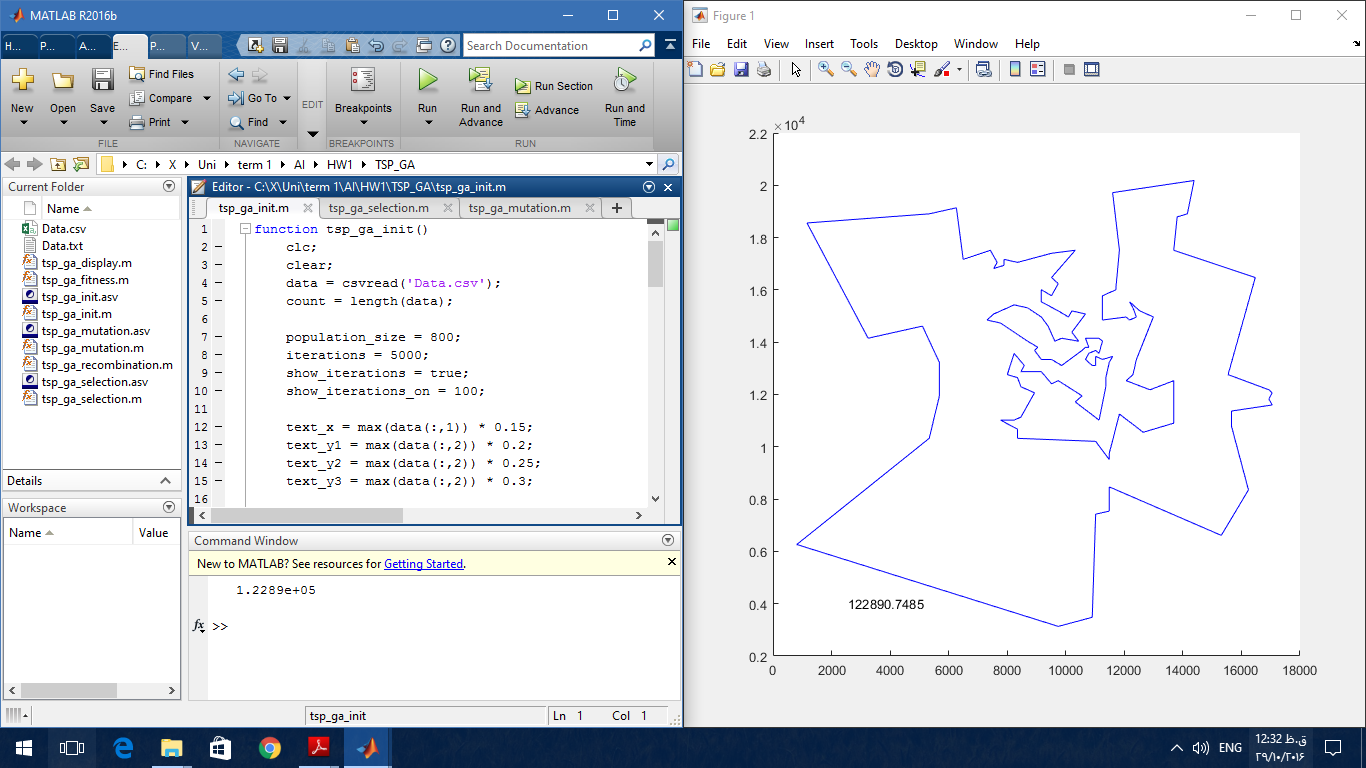 MATLAB R2016b
H... P... A... E... P... V...
Search Documentation
New
Open
Save
Find Files
Compare
Print
Go To
Find
EDIT
Breakpoints
Run
Run and Advance
Run Section
Advance
Run and Time
FILE NAVIGATE BREAKPOINTS RUN
C: X Uni term 1 AI HW1 TSP_GA
Current Folder
Name
Data.csv
Data.txt
tsp_ga_display.m
tsp_ga_fitness.m
tsp_ga_init.asv
tsp_ga_init.m
tsp_ga_mutation.asv
tsp_ga_mutation.m
tsp_ga_recombination.m
tsp_ga_selection.asv
tsp_ga_selection.m
Details
Workspace
Name Value
Editor - C:\X\Uni\term 1\AI\HW1\TSP_GA\tsp_ga_init.m
tsp_ga_init.m tsp_ga_selection.m tsp_ga_mutation.m
1 function tsp_ga_init()
2 clc;
3 clear;
4 data = csvread('Data.csv');
5 count = length(data);
6
7 population_size = 800;
8 iterations = 5000;
9 show_iterations = true;
10 show_iterations_on = 100;
11
12 text_x = max(data(:,1)) * 0.15;
13 text_y1 = max(data(:,2)) * 0.2;
14 text_y2 = max(data(:,2)) * 0.25;
15 text_y3 = max(data(:,2)) * 0.3;
16
Command Window
New to MATLAB? See resources for Getting Started.
1.2289e+05
fx >>
tsp_ga_init Ln 1 Col 1
Figure 1
File Edit View Insert Tools Desktop Window Help
×10⁴
2.2
2
1.8
1.6
1.4
1.2
1
0.8
0.6
0.4
0.2
122890.7485
0 2000 4000 6000 8000 10000 12000 14000 16000 18000
ENG
12:32 ق.ظ
۲۹/۱۰/۲۰۱۶